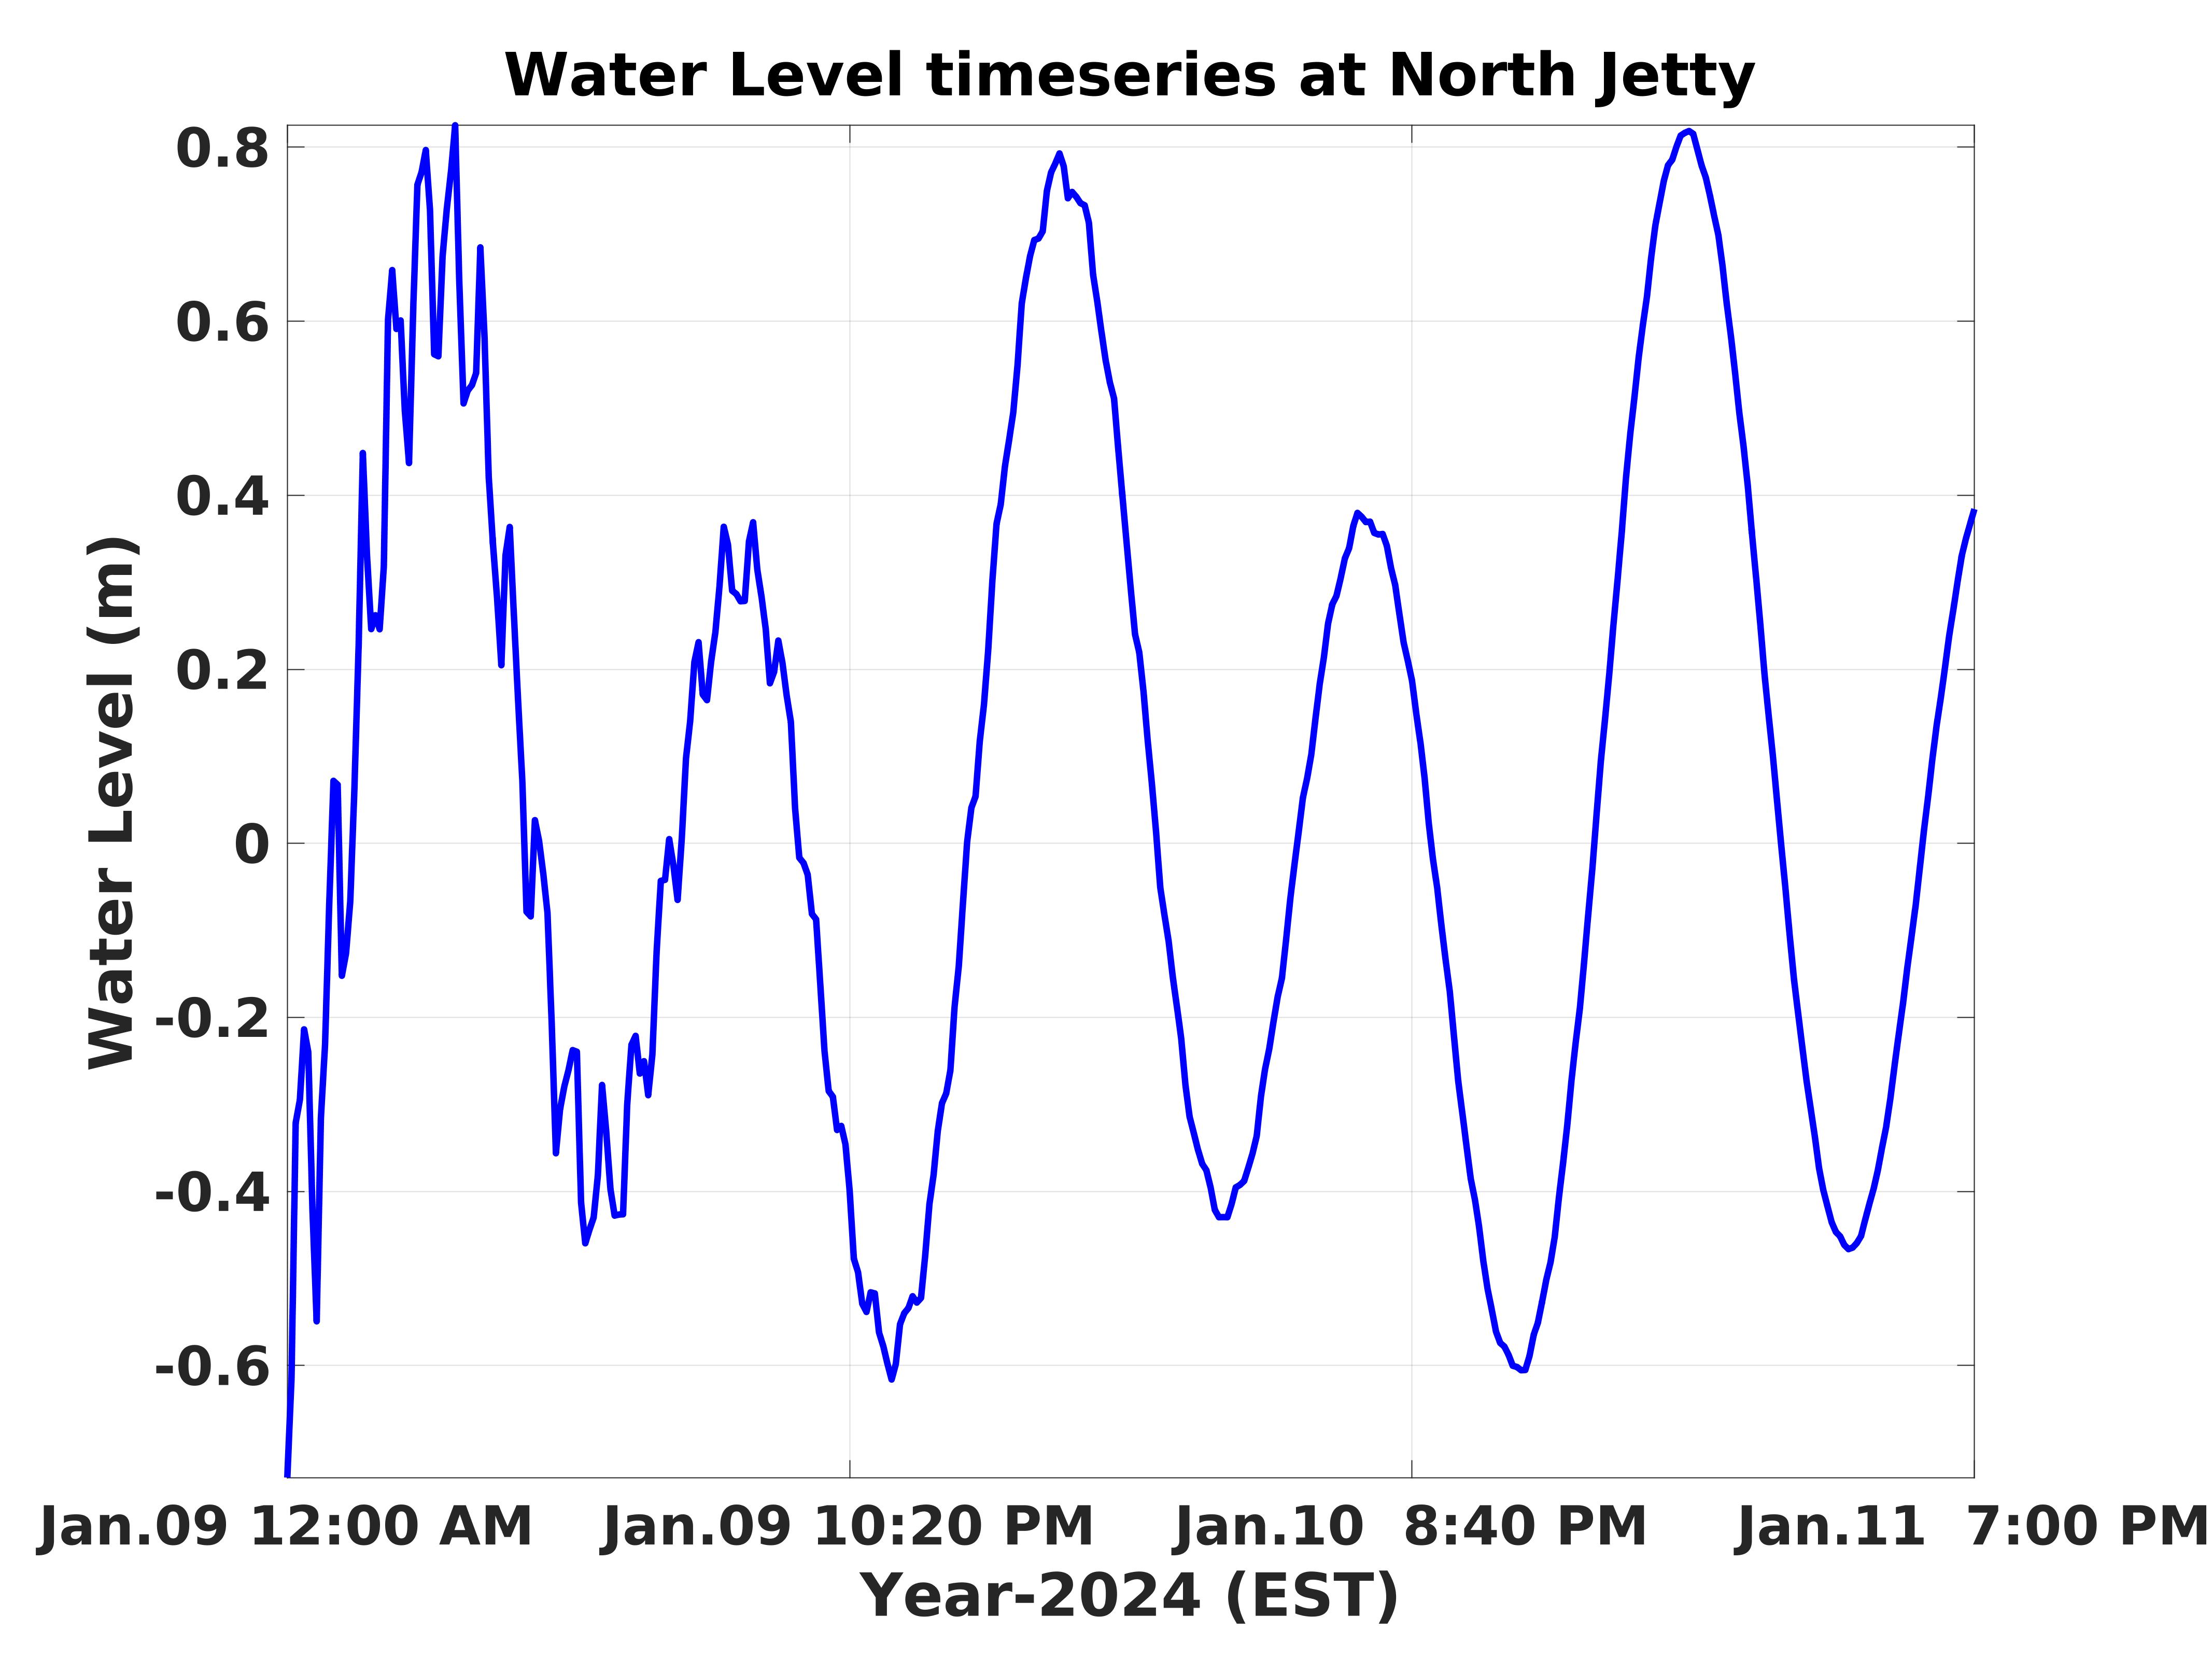 Water Level timeseries at North Jetty
0.8
0.6
0.4
0.2
0
-0.2
-0.4
-0.6
Water Level (m)
Jan.09 12:00 AM Jan.09 10:20 PM Jan.10 8:40 PM Jan.11 7:00 PM
Year-2024 (EST)